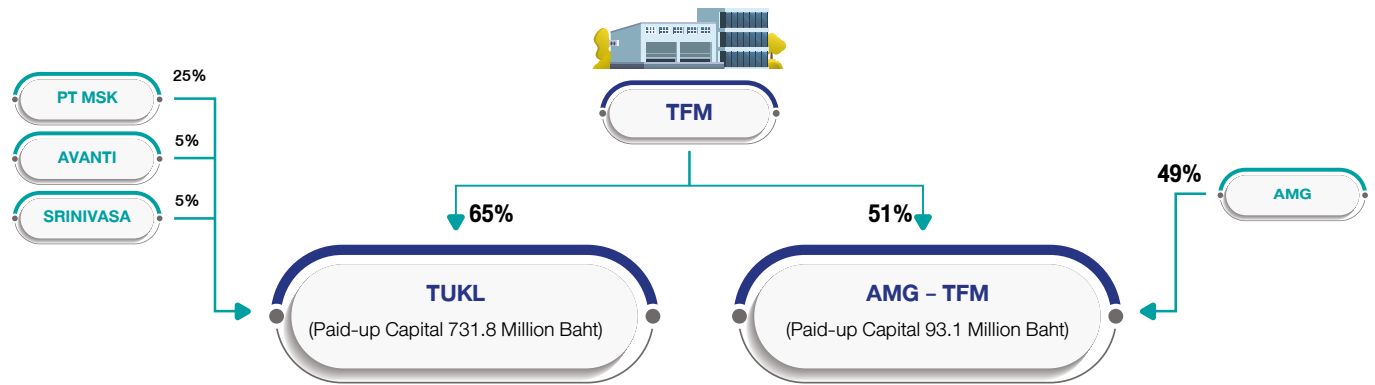 TFM
25%
PT MSK
5%
AVANTI
5%
SRINIVASA
49%
AMG
65%
51%
TUKL
(Paid-up Capital 731.8 Million Baht)
AMG – TFM
(Paid-up Capital 93.1 Million Baht)